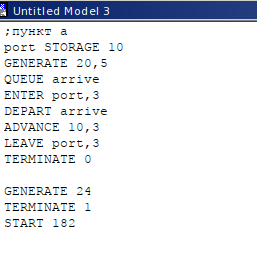 Untitled Model 3
;пункт а
port STORAGE 10
GENERATE 20,5
QUEUE arrive
ENTER port,3
DEPART arrive
ADVANCE 10,3
LEAVE port,3
TERMINATE 0

GENERATE 24
TERMINATE 1
START 182